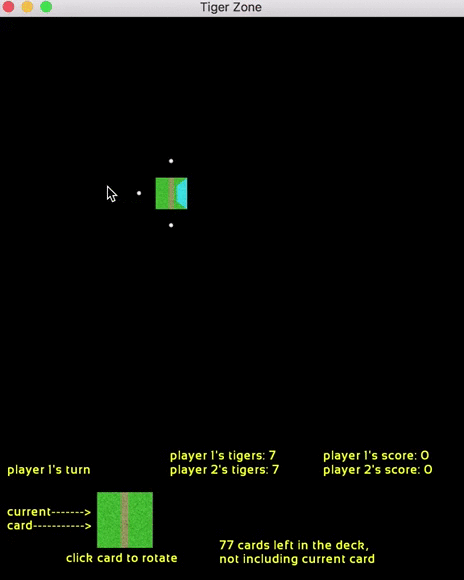 Tiger Zone
player 1's tigers: 7
player 1's score: 0
player 1's turn
player 2's tigers: 7
player 2's score: 0
current------->
card----------->
click card to rotate
77 cards left in the deck,
not including current card